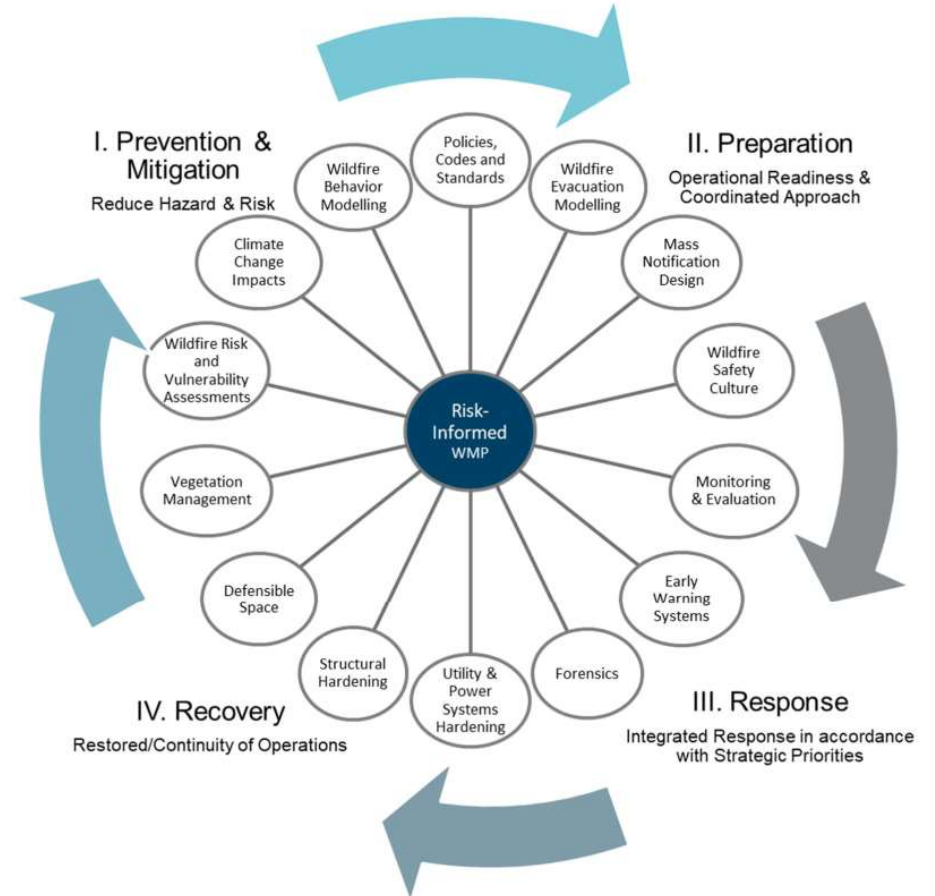 I. Prevention &
Mitigation
Reduce Hazard & Risk
II. Preparation
Operational Readiness &
Coordinated Approach
Policies,
Codes and
Standards
Wildfire
Evacuation
Modelling
Mass
Notification
Design
Wildfire
Safety
Culture
Monitoring
& Evaluation
Early
Warning
Systems
Forensics
Utility &
Power
Systems
Hardening
Structural
Hardening
Defensible
Space
Vegetation
Management
Wildfire Risk
and
Vulnerability
Assessments
Climate
Change
Impacts
Wildfire
Behavior
Modelling
Risk-
Informed
WMP
III. Response
Integrated Response in accordance
with Strategic Priorities
IV. Recovery
Restored/Continuity of Operations